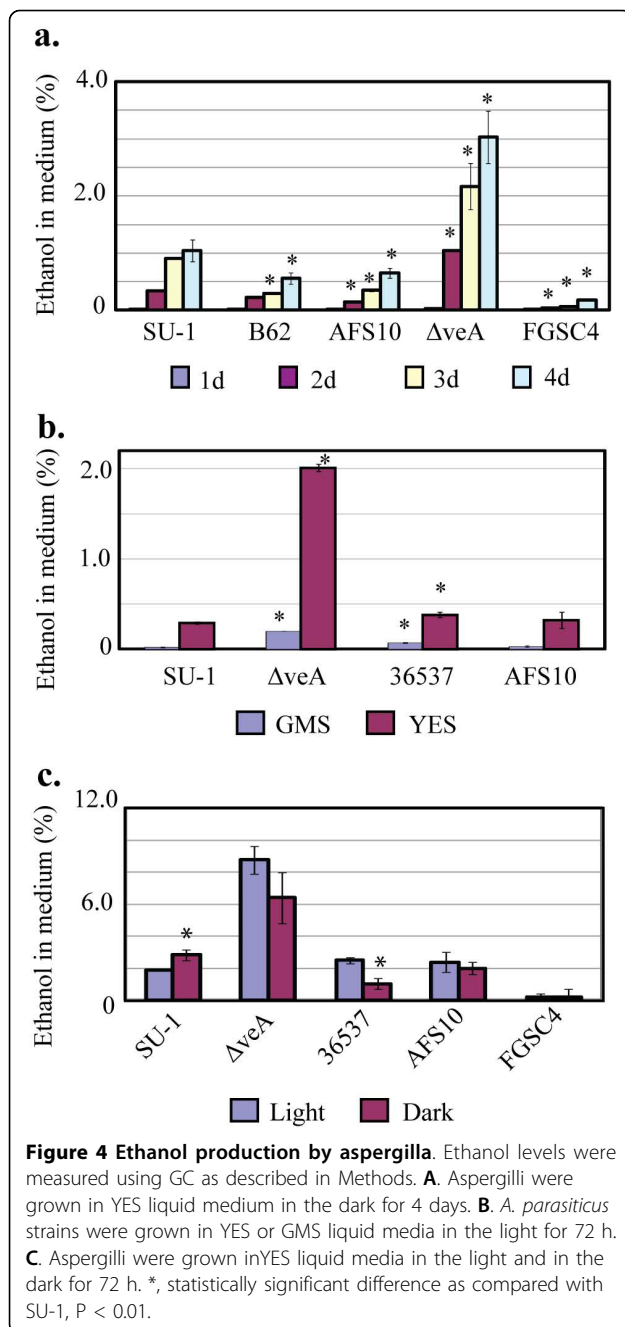 a.
4.0
2.0
0
Ethanol in medium (%)
* * * * * * * * * * *
SU-1 B62 AFS10 ΔveA FGSC4
1d 2d 3d 4d
b.
2.0
1.0
0
Ethanol in medium (%)
* * * *
SU-1 ΔveA 36537 AFS10
GMS YES
c.
12.0
6.0
0
Ethanol in medium (%)
* *
SU-1 ΔveA 36537 AFS10 FGSC4
Light Dark
Figure 4 Ethanol production by aspergilla. Ethanol levels were
measured using GC as described in Methods. A. Aspergilli were
grown in YES liquid medium in the dark for 4 days. B. A. parasiticus
strains were grown in YES or GMS liquid media in the light for 72 h.
C. Aspergilli were grown inYES liquid media in the light and in the
dark for 72 h. *, statistically significant difference as compared with
SU-1, P < 0.01.